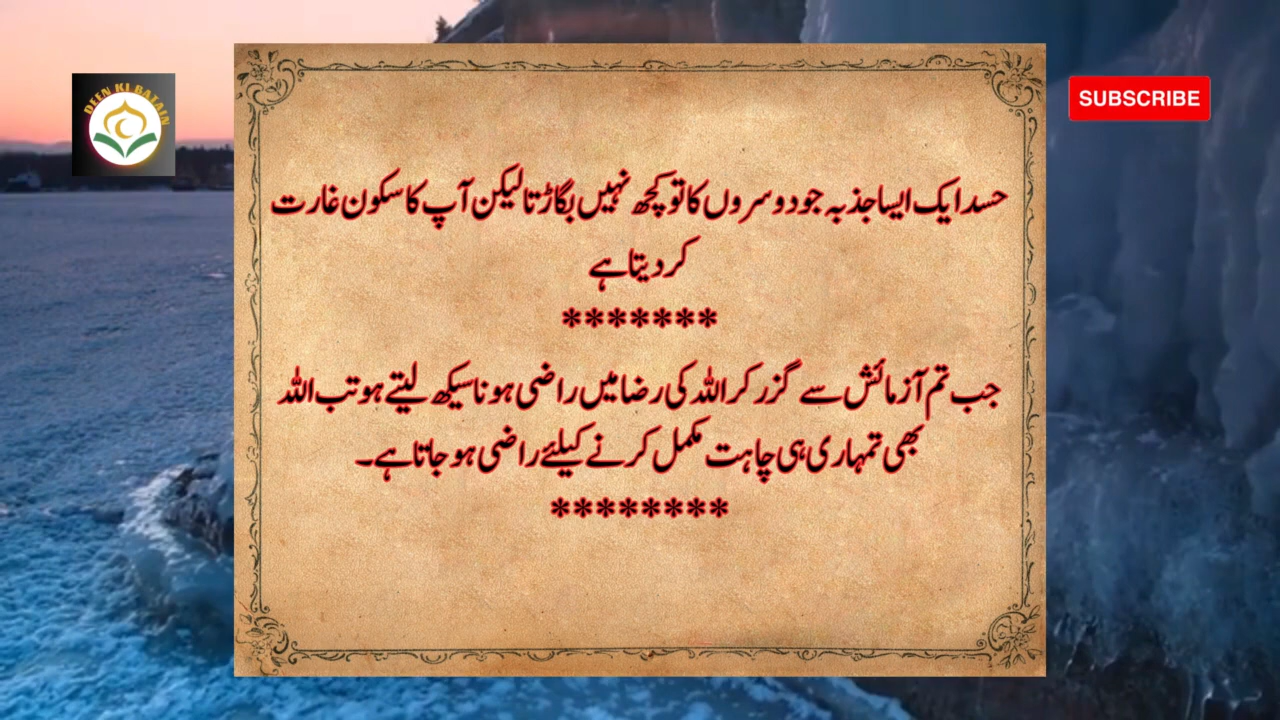 DEEN KI BATAIN
SUBSCRIBE
حسد ایک ایسا جذبہ جو دوسروں کا تو کچھ نہیں بگاڑتا لیکن آپ کا سکون غارت
کر دیتا ہے
*******
جب تم آزمائش سے گزر کر اللہ کی رضا میں راضی ہونا سیکھ لیتے ہو تب اللہ
بھی تمہاری ہی چاہت مکمل کرنے کیلئے راضی ہو جاتا ہے۔
********